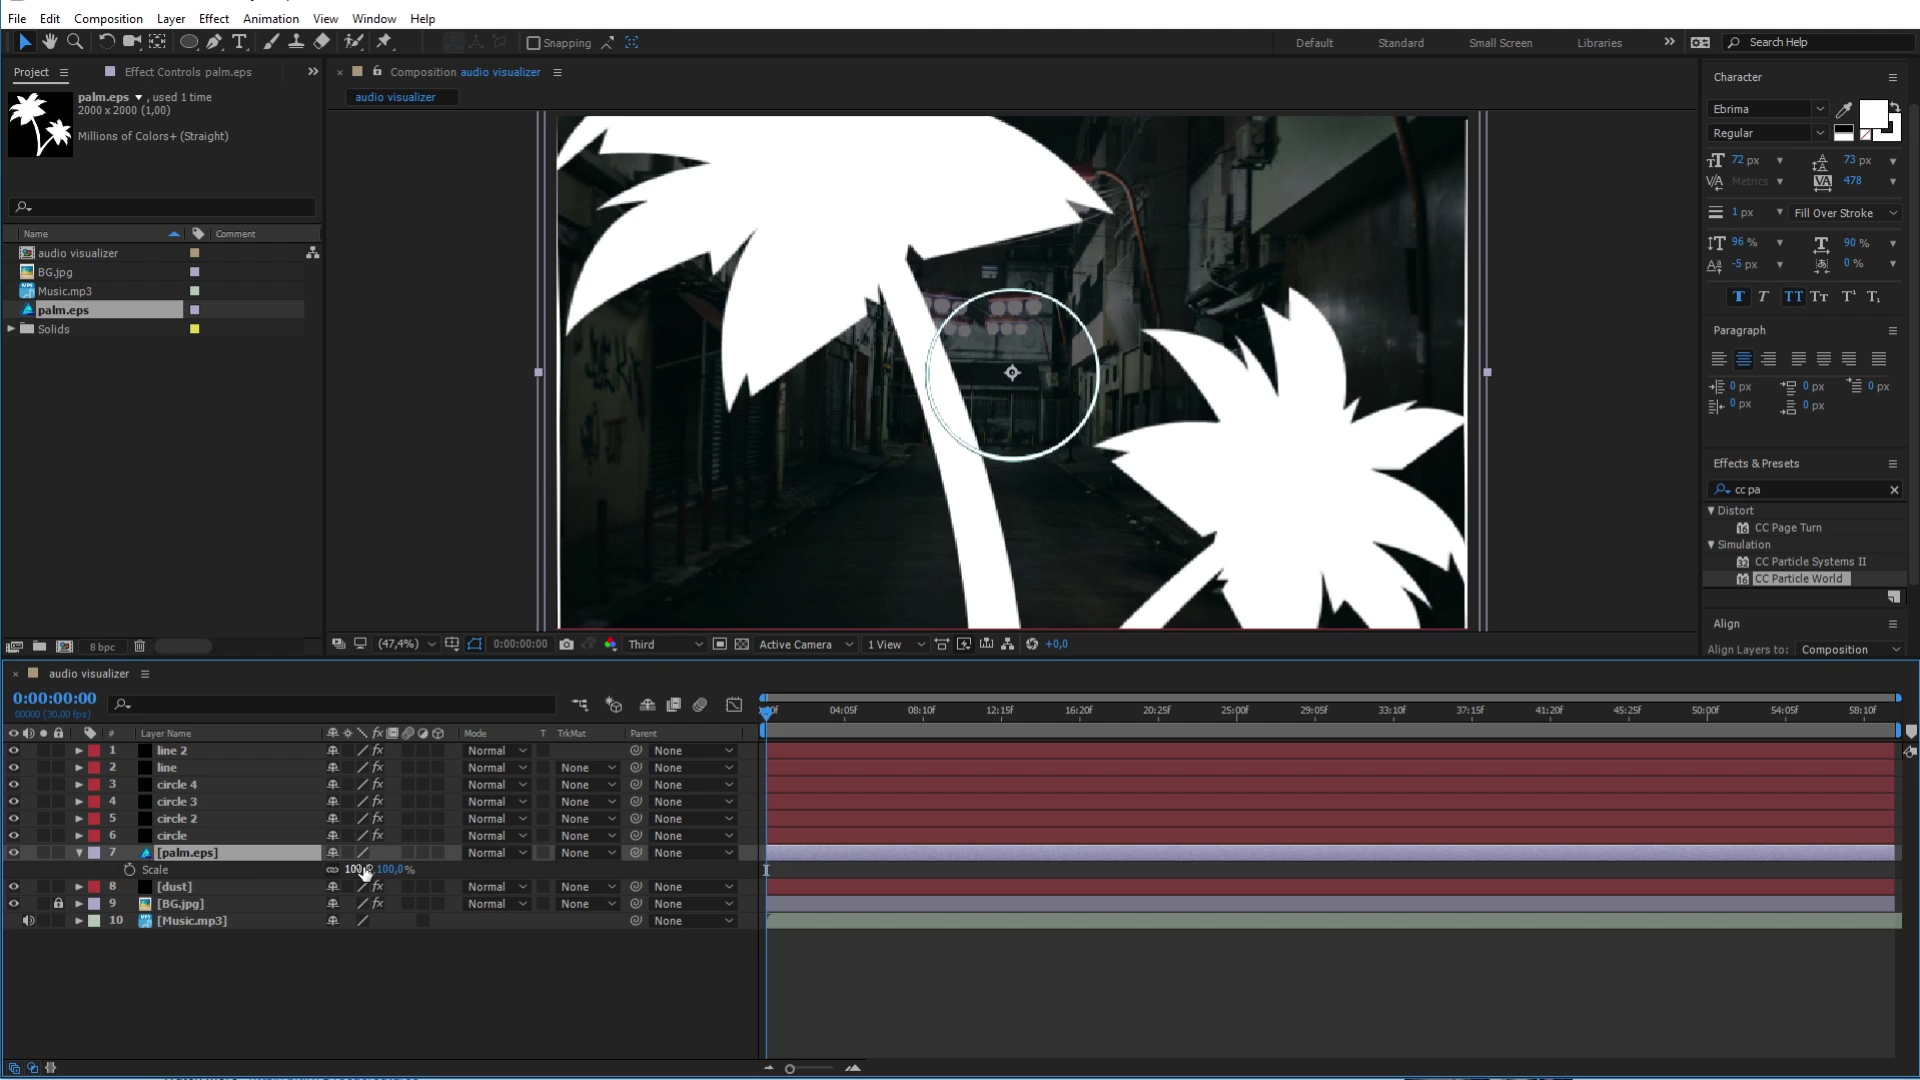 File Edit Composition Layer Effect Animation View Window Help
Snapping Default Standard Small Screen Libraries Search Help
Project Effect Controls palm.eps
palm.eps , used 1 time
2000 x 2000 (1,00)
Millions of Colors+ (Straight)
Name Comment
audio visualizer
BG.jpg
Music.mp3
palm.eps
Solids
8 bpc
Composition audio visualizer
audio visualizer
(47,4%) 0:00:00:00 Third Active Camera 1 View +0,0
Character
Ebrima
Regular
72 px 73 px
Metrics 478
1 px Fill Over Stroke
96 % 90 %
-5 px 0 %
T T TT Tr T¹ T₁
Paragraph
0 px 0 px 0 px
0 px 0 px
Effects & Presets
cc pa
Distort
CC Page Turn
Simulation
CC Particle Systems II
CC Particle World
Align
Align Layers to: Composition
audio visualizer
0:00:00:00
00000 (30.00 fps)
04:05f 08:10f 12:15f 16:20f 20:25f 25:00f 29:05f 33:10f 37:15f 41:20f 45:25f 50:00f 54:05f 58:10f
# Layer Name Mode T TrkMat Parent
1 line 2 Normal None
2 line Normal None None
3 circle 4 Normal None None
4 circle 3 Normal None None
5 circle 2 Normal None None
6 circle Normal None None
7 [palm.eps] Normal None None
Scale 100,0%
8 [dust] Normal None None
9 [BG.jpg] Normal None None
10 [Music.mp3] None